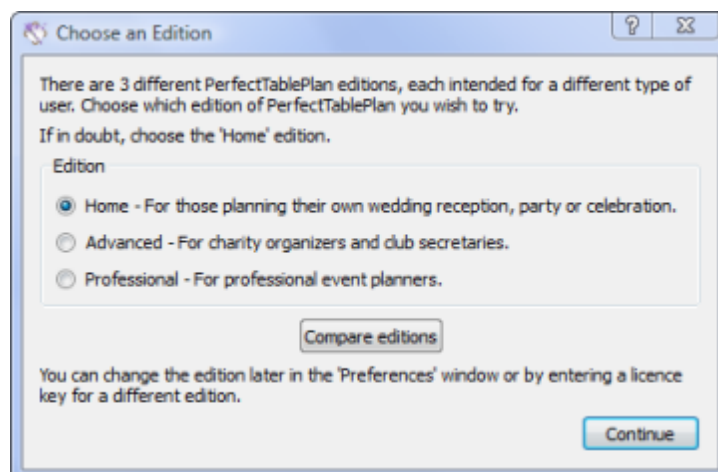 Choose an Edition
There are 3 different PerfectTablePlan editions, each intended for a different type of
user. Choose which edition of PerfectTablePlan you wish to try.
If in doubt, choose the 'Home' edition.
Edition
Home - For those planning their own wedding reception, party or celebration.
Advanced - For charity organizers and club secretaries.
Professional - For professional event planners.
Compare editions
You can change the edition later in the 'Preferences' window or by entering a licence
key for a different edition.
Continue